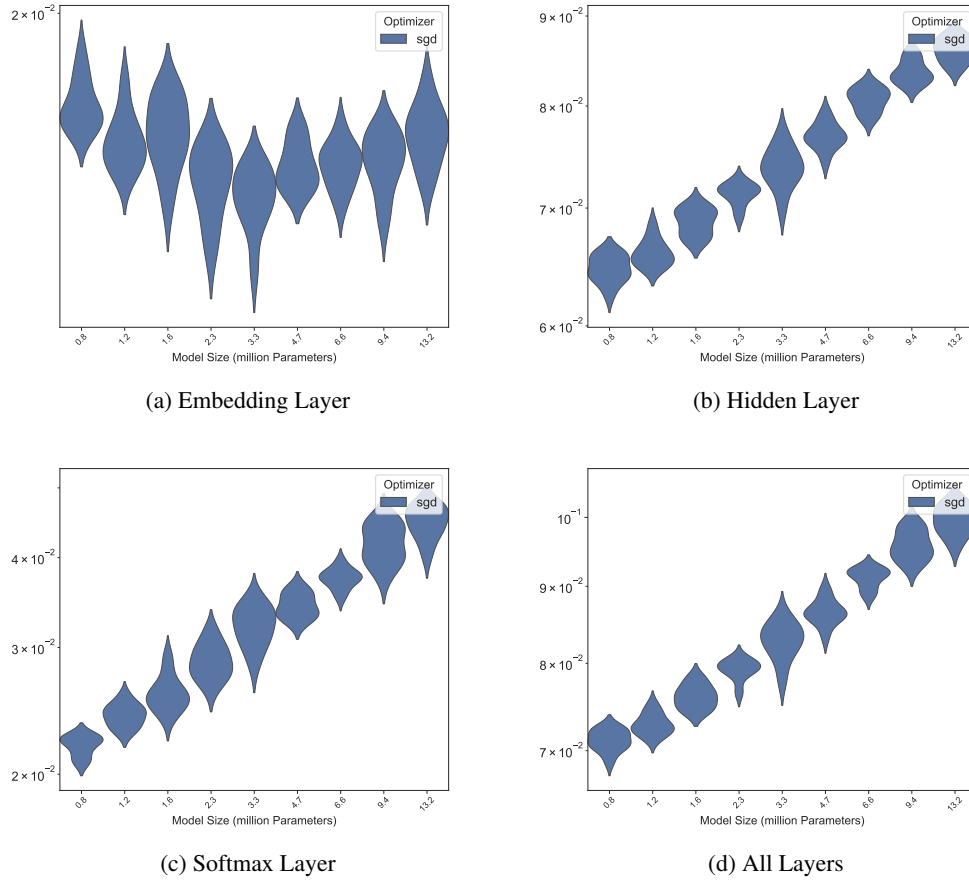 2 × 10⁻²
Optimizer
sgd
0.8 1.2 1.6 2.3 3.3 4.7 6.6 9.4 13.2
Model Size (million Parameters)
(a) Embedding Layer
9 × 10⁻²
8 × 10⁻²
7 × 10⁻²
6 × 10⁻²
Optimizer
sgd
0.8 1.2 1.6 2.3 3.3 4.7 6.6 9.4 13.2
Model Size (million Parameters)
(b) Hidden Layer
4 × 10⁻²
3 × 10⁻²
2 × 10⁻²
Optimizer
sgd
0.8 1.2 1.6 2.3 3.3 4.7 6.6 9.4 13.2
Model Size (million Parameters)
(c) Softmax Layer
10⁻¹
9 × 10⁻²
8 × 10⁻²
7 × 10⁻²
Optimizer
sgd
0.8 1.2 1.6 2.3 3.3 4.7 6.6 9.4 13.2
Model Size (million Parameters)
(d) All Layers